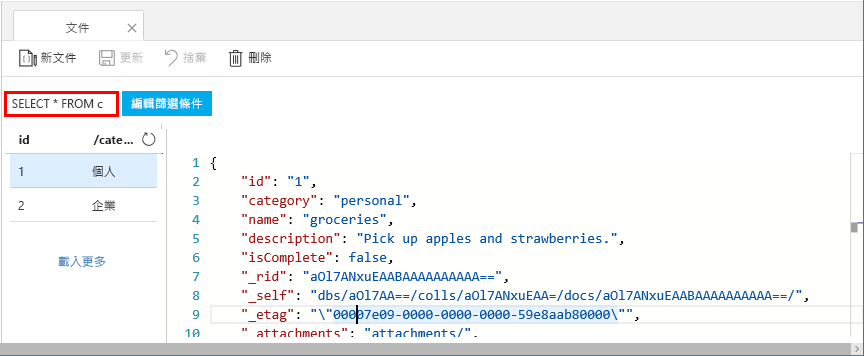 文件
新文件 更新 捨棄 刪除
SELECT * FROM c 編輯篩選條件
id /cate...
1 個人
2 企業
載入更多
1 {
2 "id": "1",
3 "category": "personal",
4 "name": "groceries",
5 "description": "Pick up apples and strawberries.",
6 "isComplete": false,
7 "_rid": "aOl7ANxuEAABAAAAAAAAAA==",
8 "_self": "dbs/aOl7AA==/colls/aOl7ANxuEAA=/docs/aOl7ANxuEAABAAAAAAAAAA==/",
9 "_etag": "\"00007e09-0000-0000-0000-59e8aab80000\"",
10 "_attachments": "attachments/",